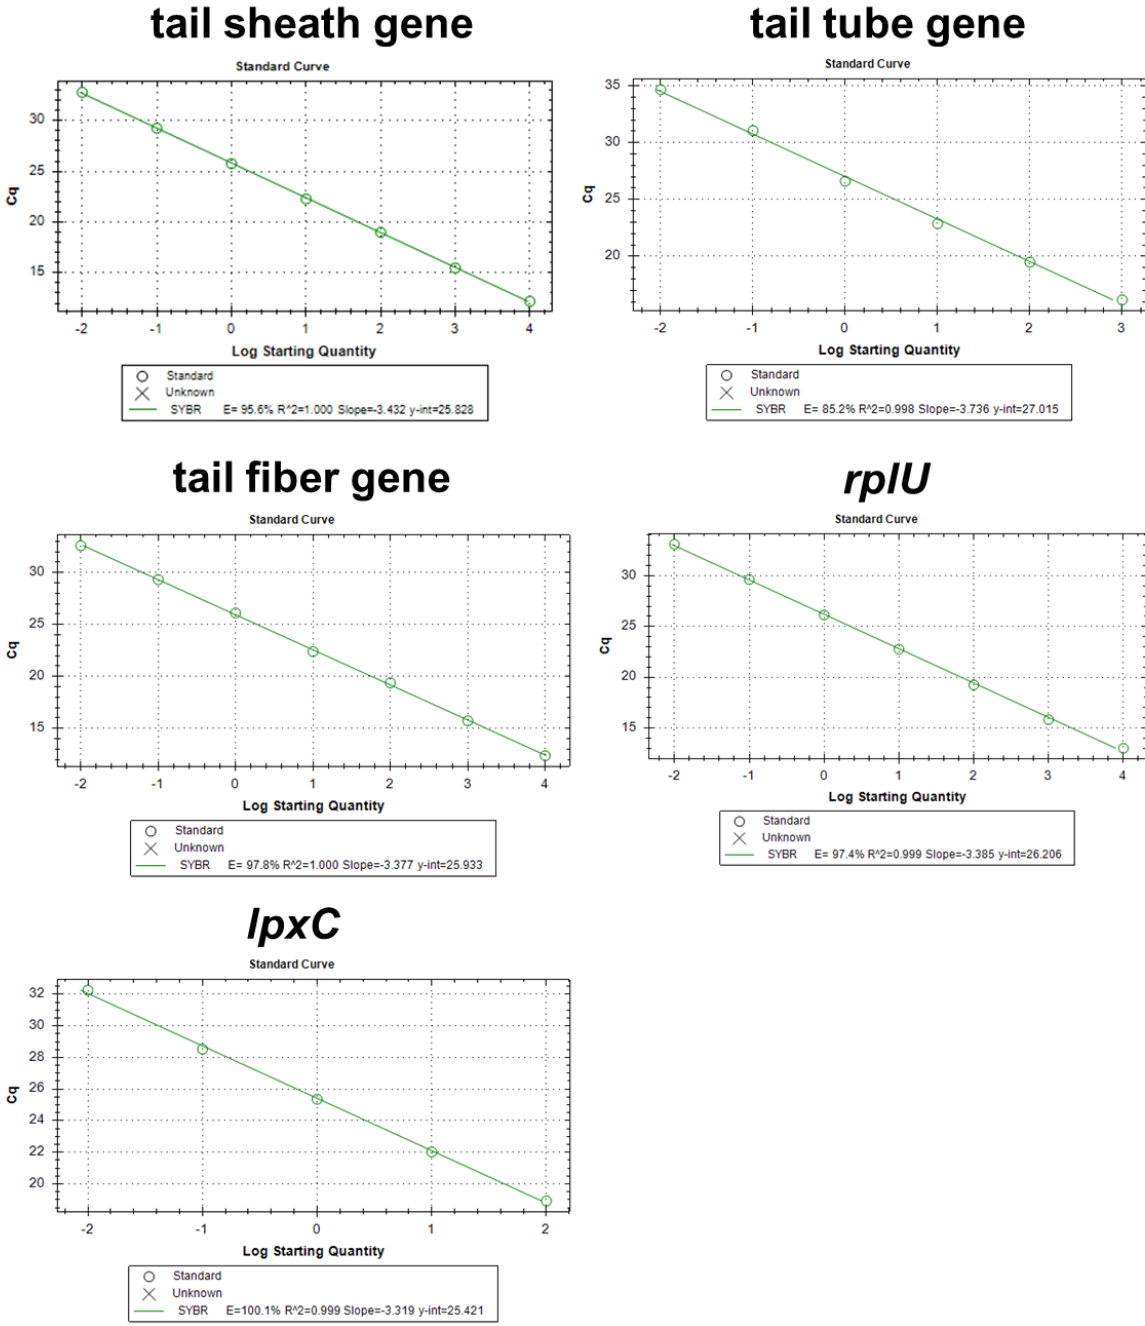 tail sheath gene
Standard Curve
Cq
30
25
20
15
-2 -1 0 1 2 3 4
Log Starting Quantity
Standard
Unknown
SYBR E= 95.6% R^2=1.000 Slope=-3.432 y-int=25.828
tail tube gene
Standard Curve
Cq
35
30
25
20
-2 -1 0 1 2 3
Log Starting Quantity
Standard
Unknown
SYBR E= 85.2% R^2=0.998 Slope=-3.736 y-int=27.015
tail fiber gene
Standard Curve
Cq
30
25
20
15
-2 -1 0 1 2 3 4
Log Starting Quantity
Standard
Unknown
SYBR E= 97.8% R^2=1.000 Slope=-3.377 y-int=25.933
rplU
Standard Curve
Cq
30
25
20
15
-2 -1 0 1 2 3 4
Log Starting Quantity
Standard
Unknown
SYBR E= 97.4% R^2=0.999 Slope=-3.385 y-int=26.206
lpxC
Standard Curve
Cq
32
30
28
26
24
22
20
-2 -1 0 1 2
Log Starting Quantity
Standard
Unknown
SYBR E=100.1% R^2=0.999 Slope=-3.319 y-int=25.421